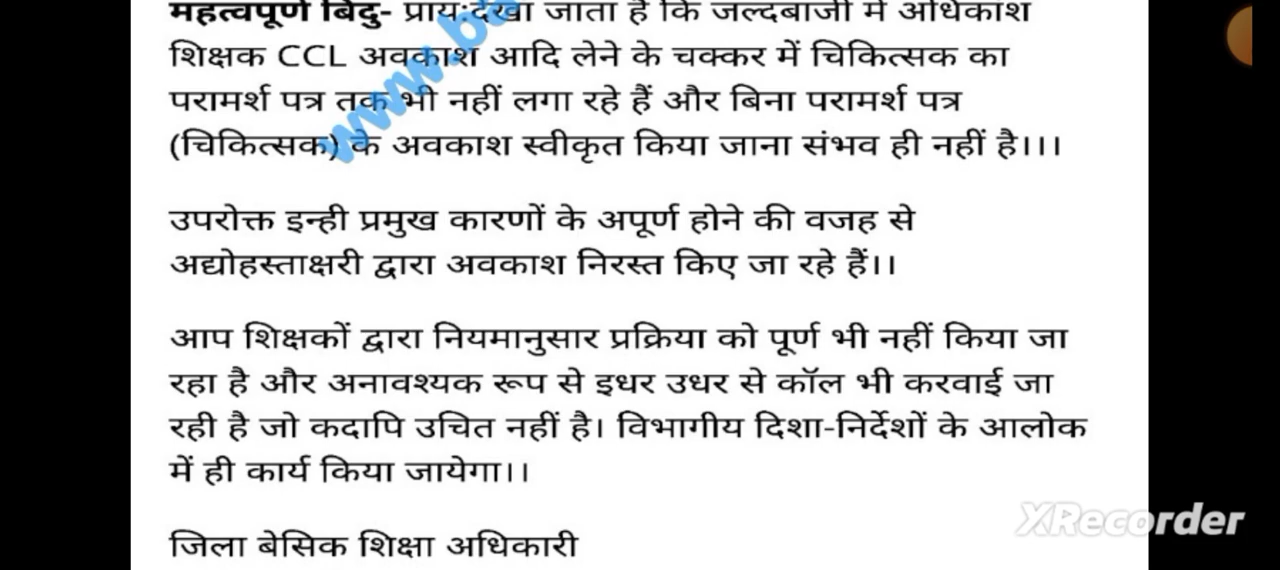 महत्वपूर्ण बिंदु- प्राय:देखा जाता है कि जल्दबाजी में अधिकांश
शिक्षक CCL अवकाश आदि लेने के चक्कर में चिकित्सक का
परामर्श पत्र तक भी नहीं लगा रहे हैं और बिना परामर्श पत्र
(चिकित्सक) के अवकाश स्वीकृत किया जाना संभव ही नहीं है।।।
www.ba
उपरोक्त इन्ही प्रमुख कारणों के अपूर्ण होने की वजह से
अद्योहस्ताक्षरी द्वारा अवकाश निरस्त किए जा रहे हैं।।
आप शिक्षकों द्वारा नियमानुसार प्रक्रिया को पूर्ण भी नहीं किया जा
रहा है और अनावश्यक रूप से इधर उधर से कॉल भी करवाई जा
रही है जो कदापि उचित नहीं है। विभागीय दिशा-निर्देशों के आलोक
में ही कार्य किया जायेगा।।
XRecorder
जिला बेसिक शिक्षा अधिकारी